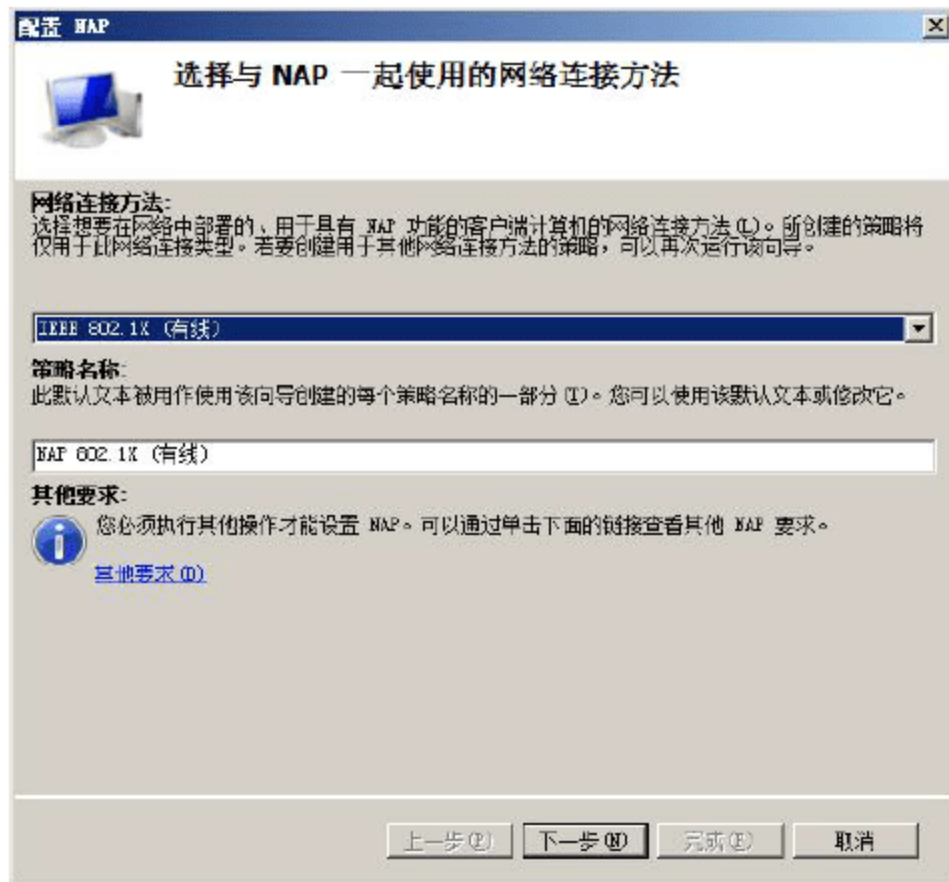 配置 NAP
选择与 NAP 一起使用的网络连接方法
网络连接方法:
选择想要在网络中部署的、用于具有 NAP 功能的客户端计算机的网络连接方法(L)。所创建的策略将
仅用于此网络连接类型。若要创建用于其他网络连接方法的策略，可以再次运行该向导。
IEEE 802.1X (有线)
策略名称:
此默认文本被用作使用该向导创建的每个策略名称的一部分(T)。您可以使用该默认文本或修改它。
NAP 802.1X (有线)
其他要求:
您必须执行其他操作才能设置 NAP。可以通过单击下面的链接查看其他 NAP 要求。
其他要求(D)
上一步(P) 下一步(N) 完成(F) 取消